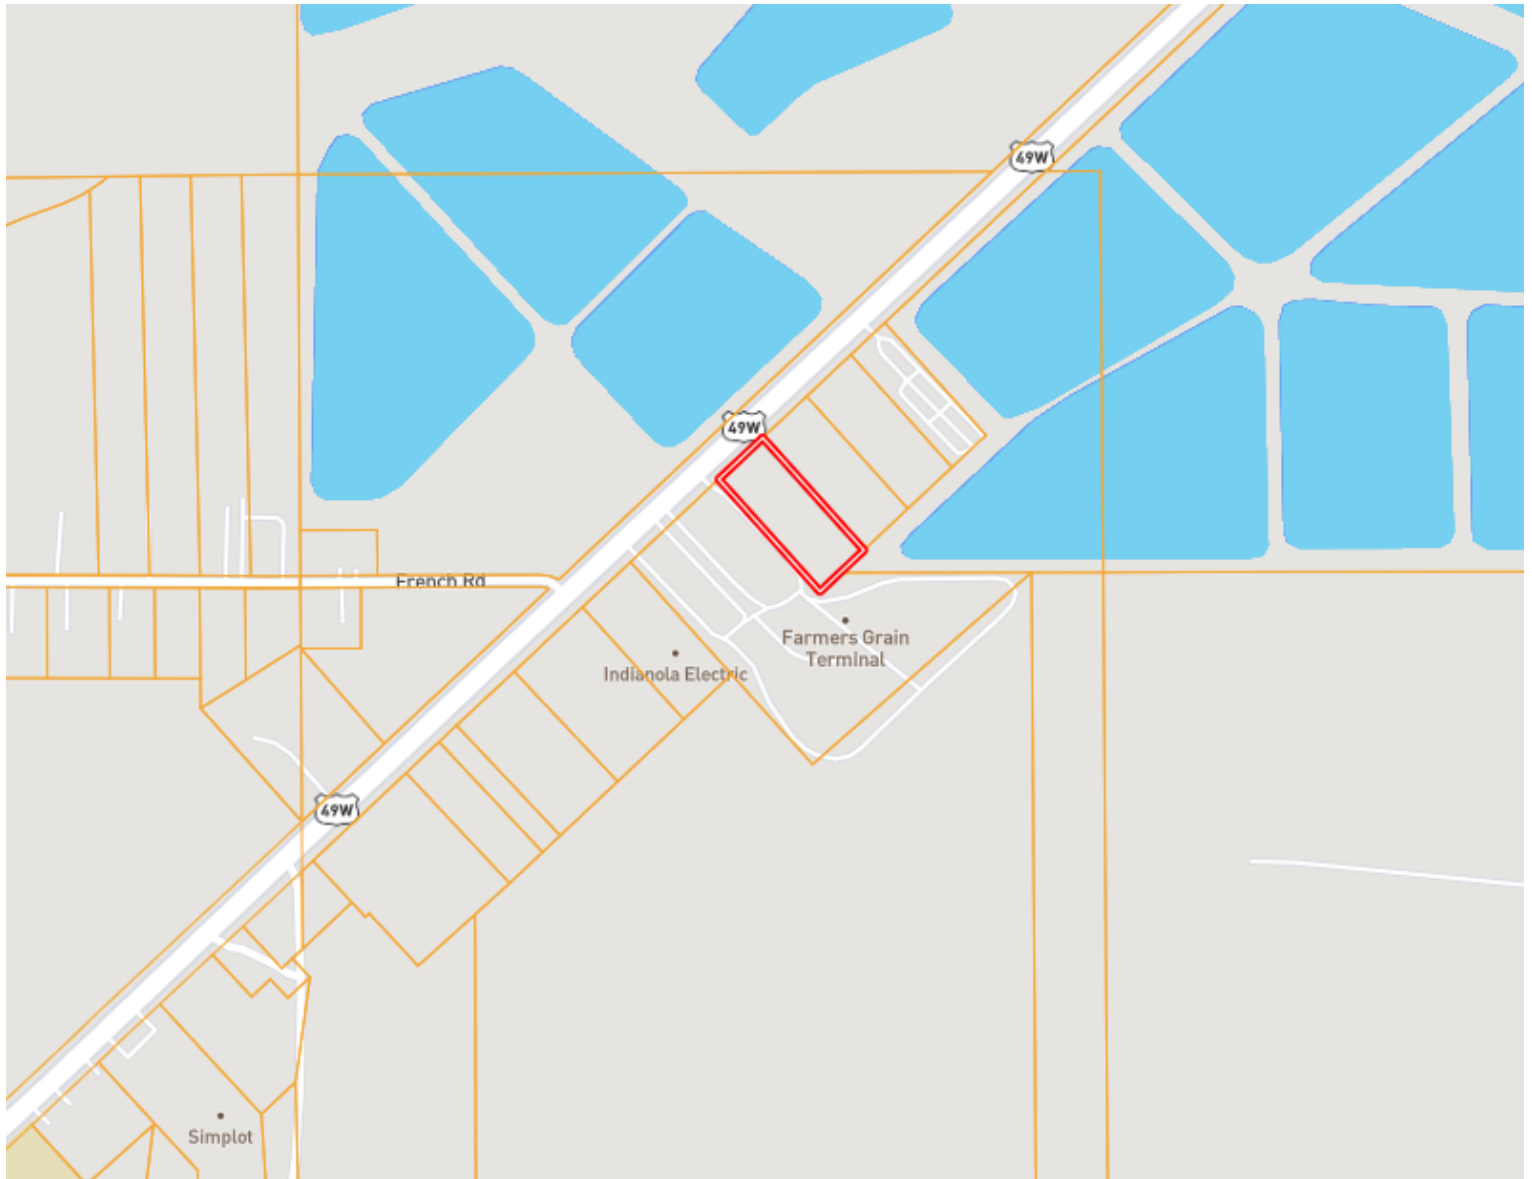 49W
49W
French Rd
Farmers Grain
Terminal
Indianola Electric
49W
Simplot